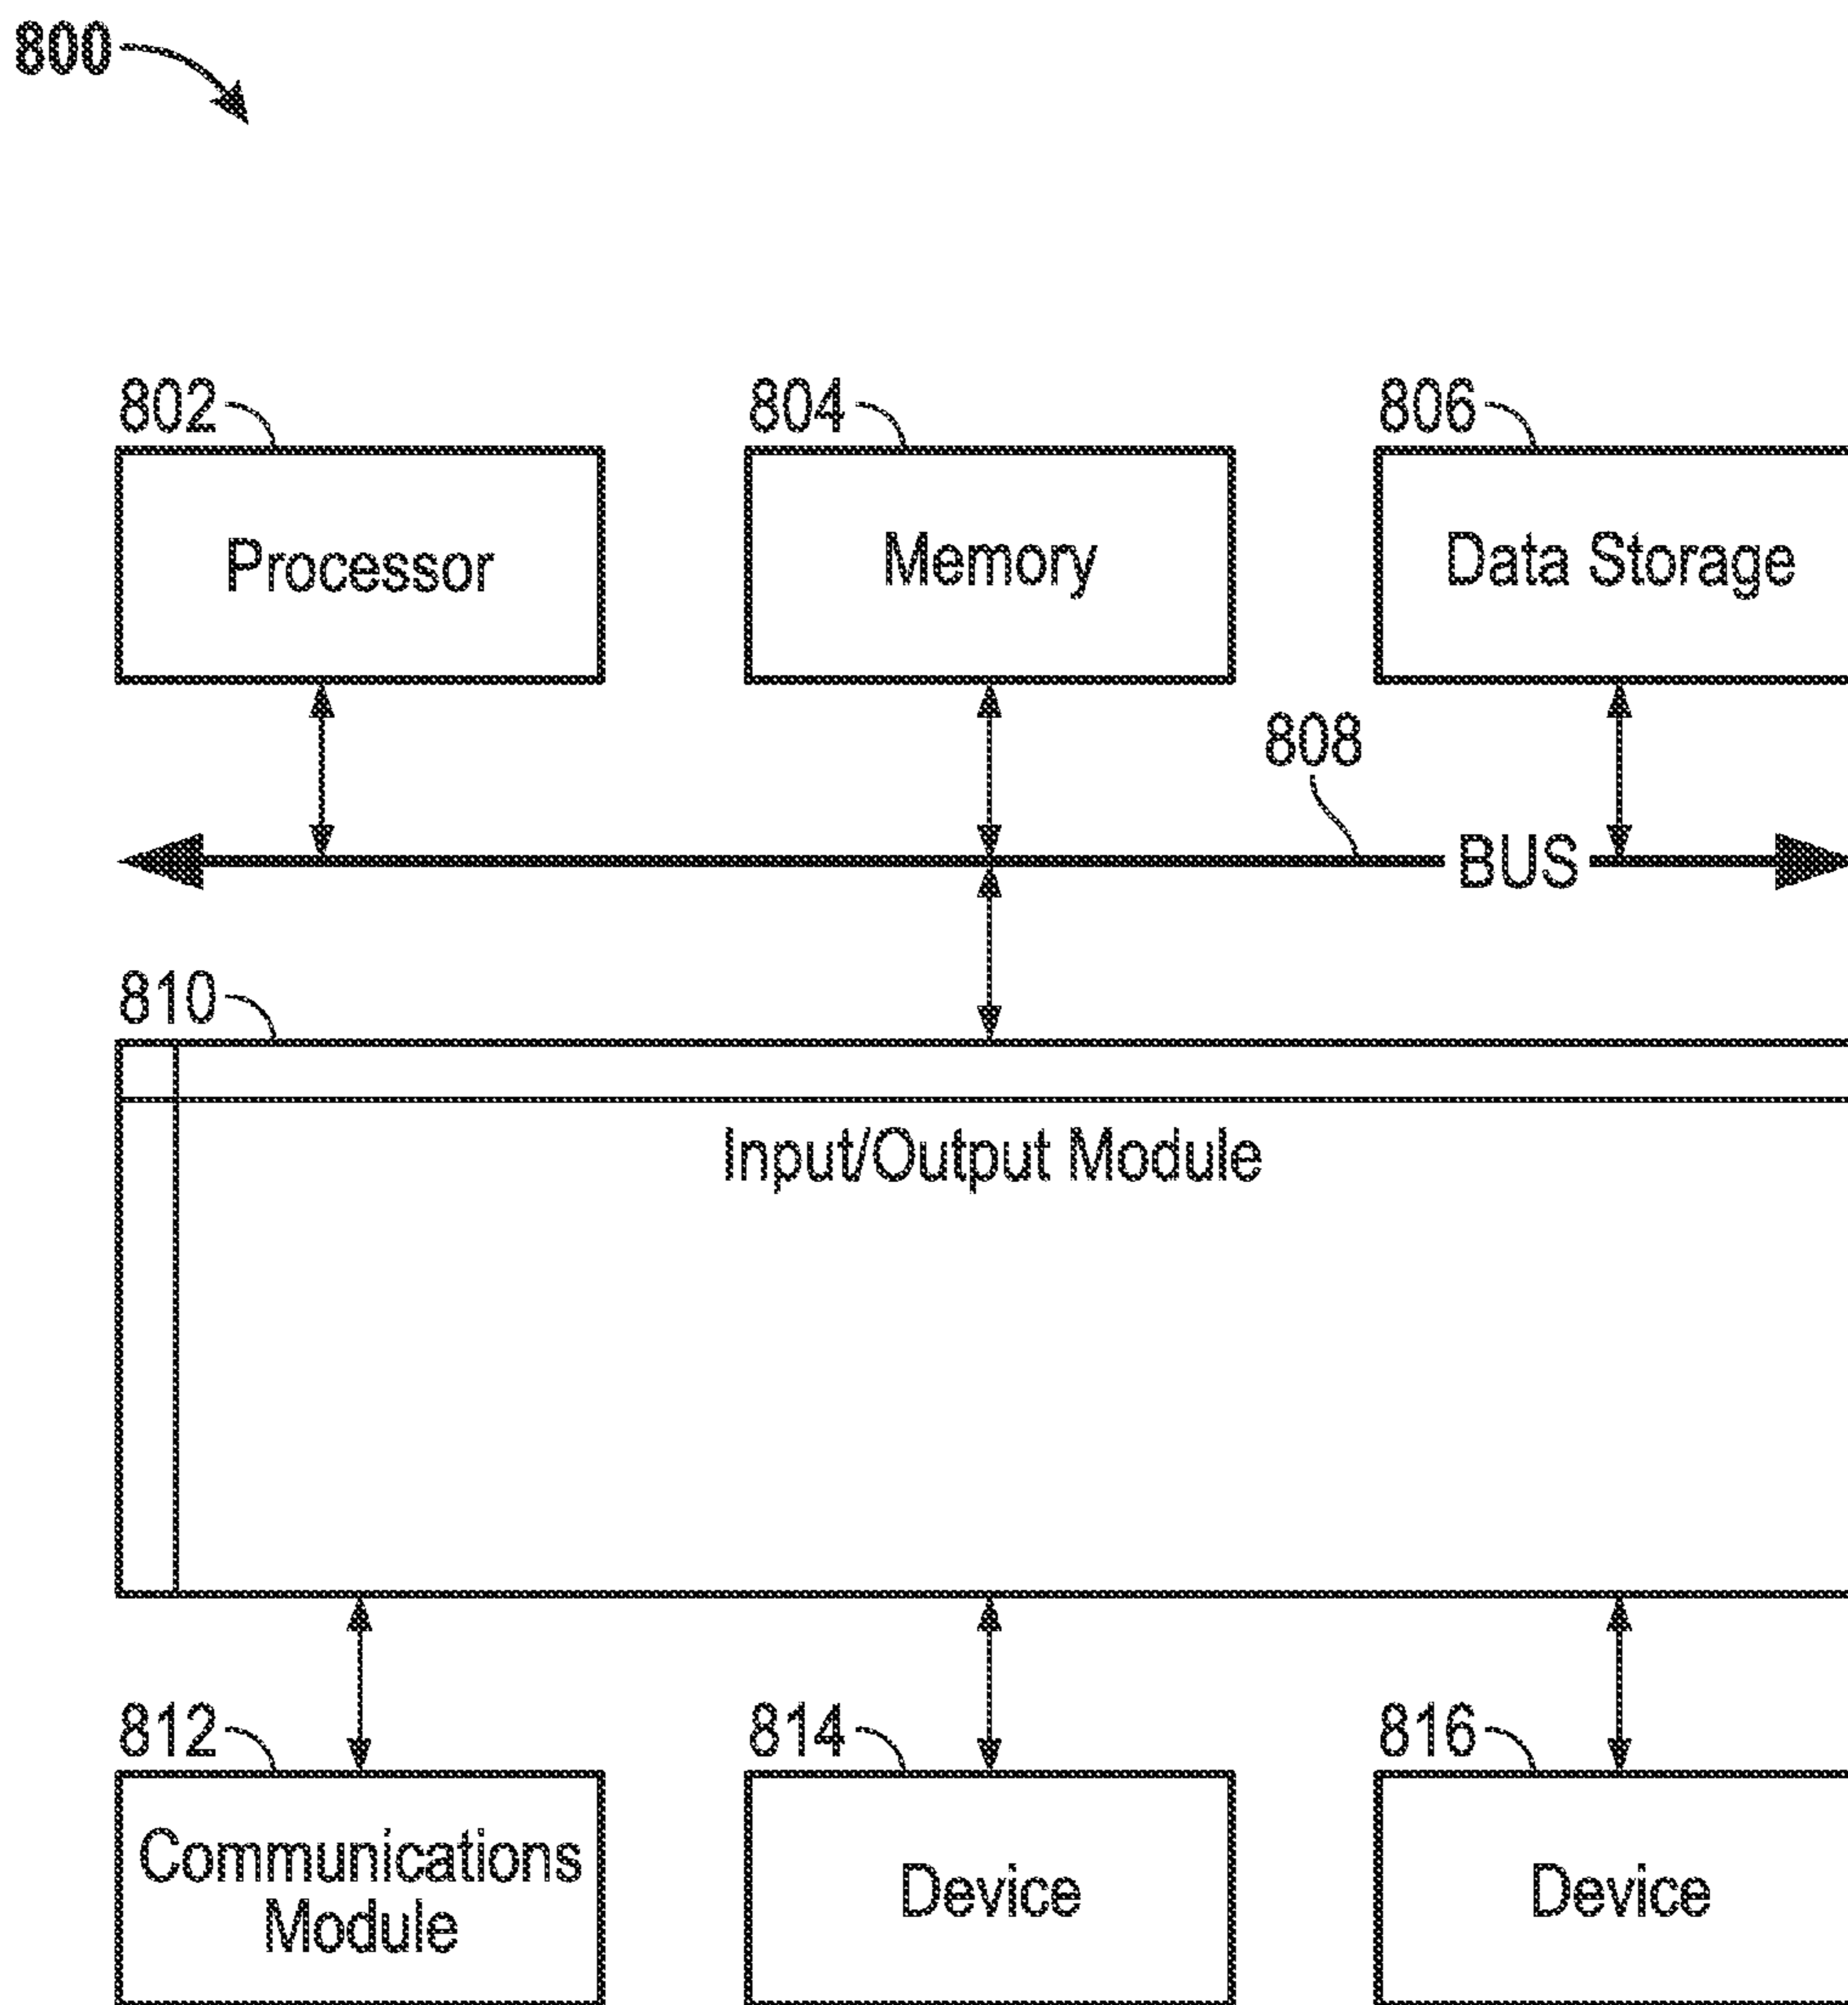 800
802
804
806
Processor
Memory
Data Storage
808
BUS
810
Input/Output Module
812
814
816
Communications
Module
Device
Device